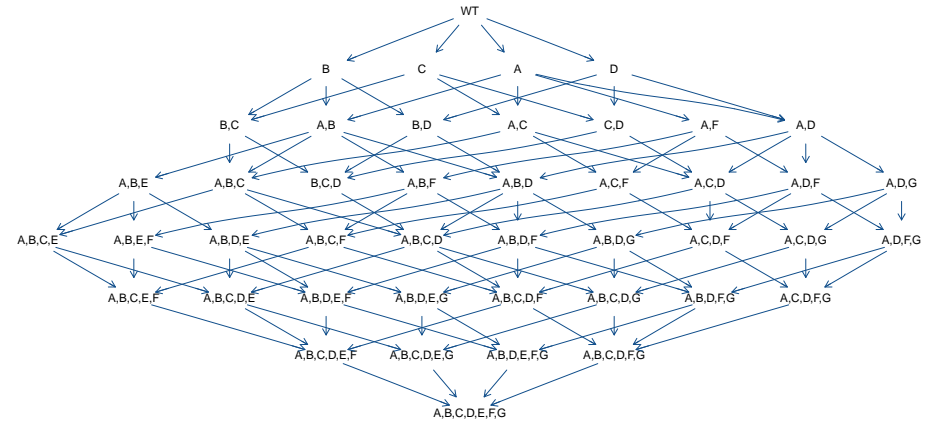 WT
B C A D
B,C A,B B,D A,C C,D A,F A,D
A,B,E A,B,C B,C,D A,B,F A,B,D A,C,F A,C,D A,D,F A,D,G
A,B,C,E A,B,E,F A,B,D,E A,B,C,F A,B,C,D A,B,D,F A,B,D,G A,C,D,F A,C,D,G A,D,F,G
A,B,C,E,F A,B,C,D,E A,B,D,E,F A,B,D,E,G A,B,C,D,F A,B,C,D,G A,B,D,F,G A,C,D,F,G
A,B,C,D,E,F A,B,C,D,E,G A,B,D,E,F,G A,B,C,D,F,G
A,B,C,D,E,F,G